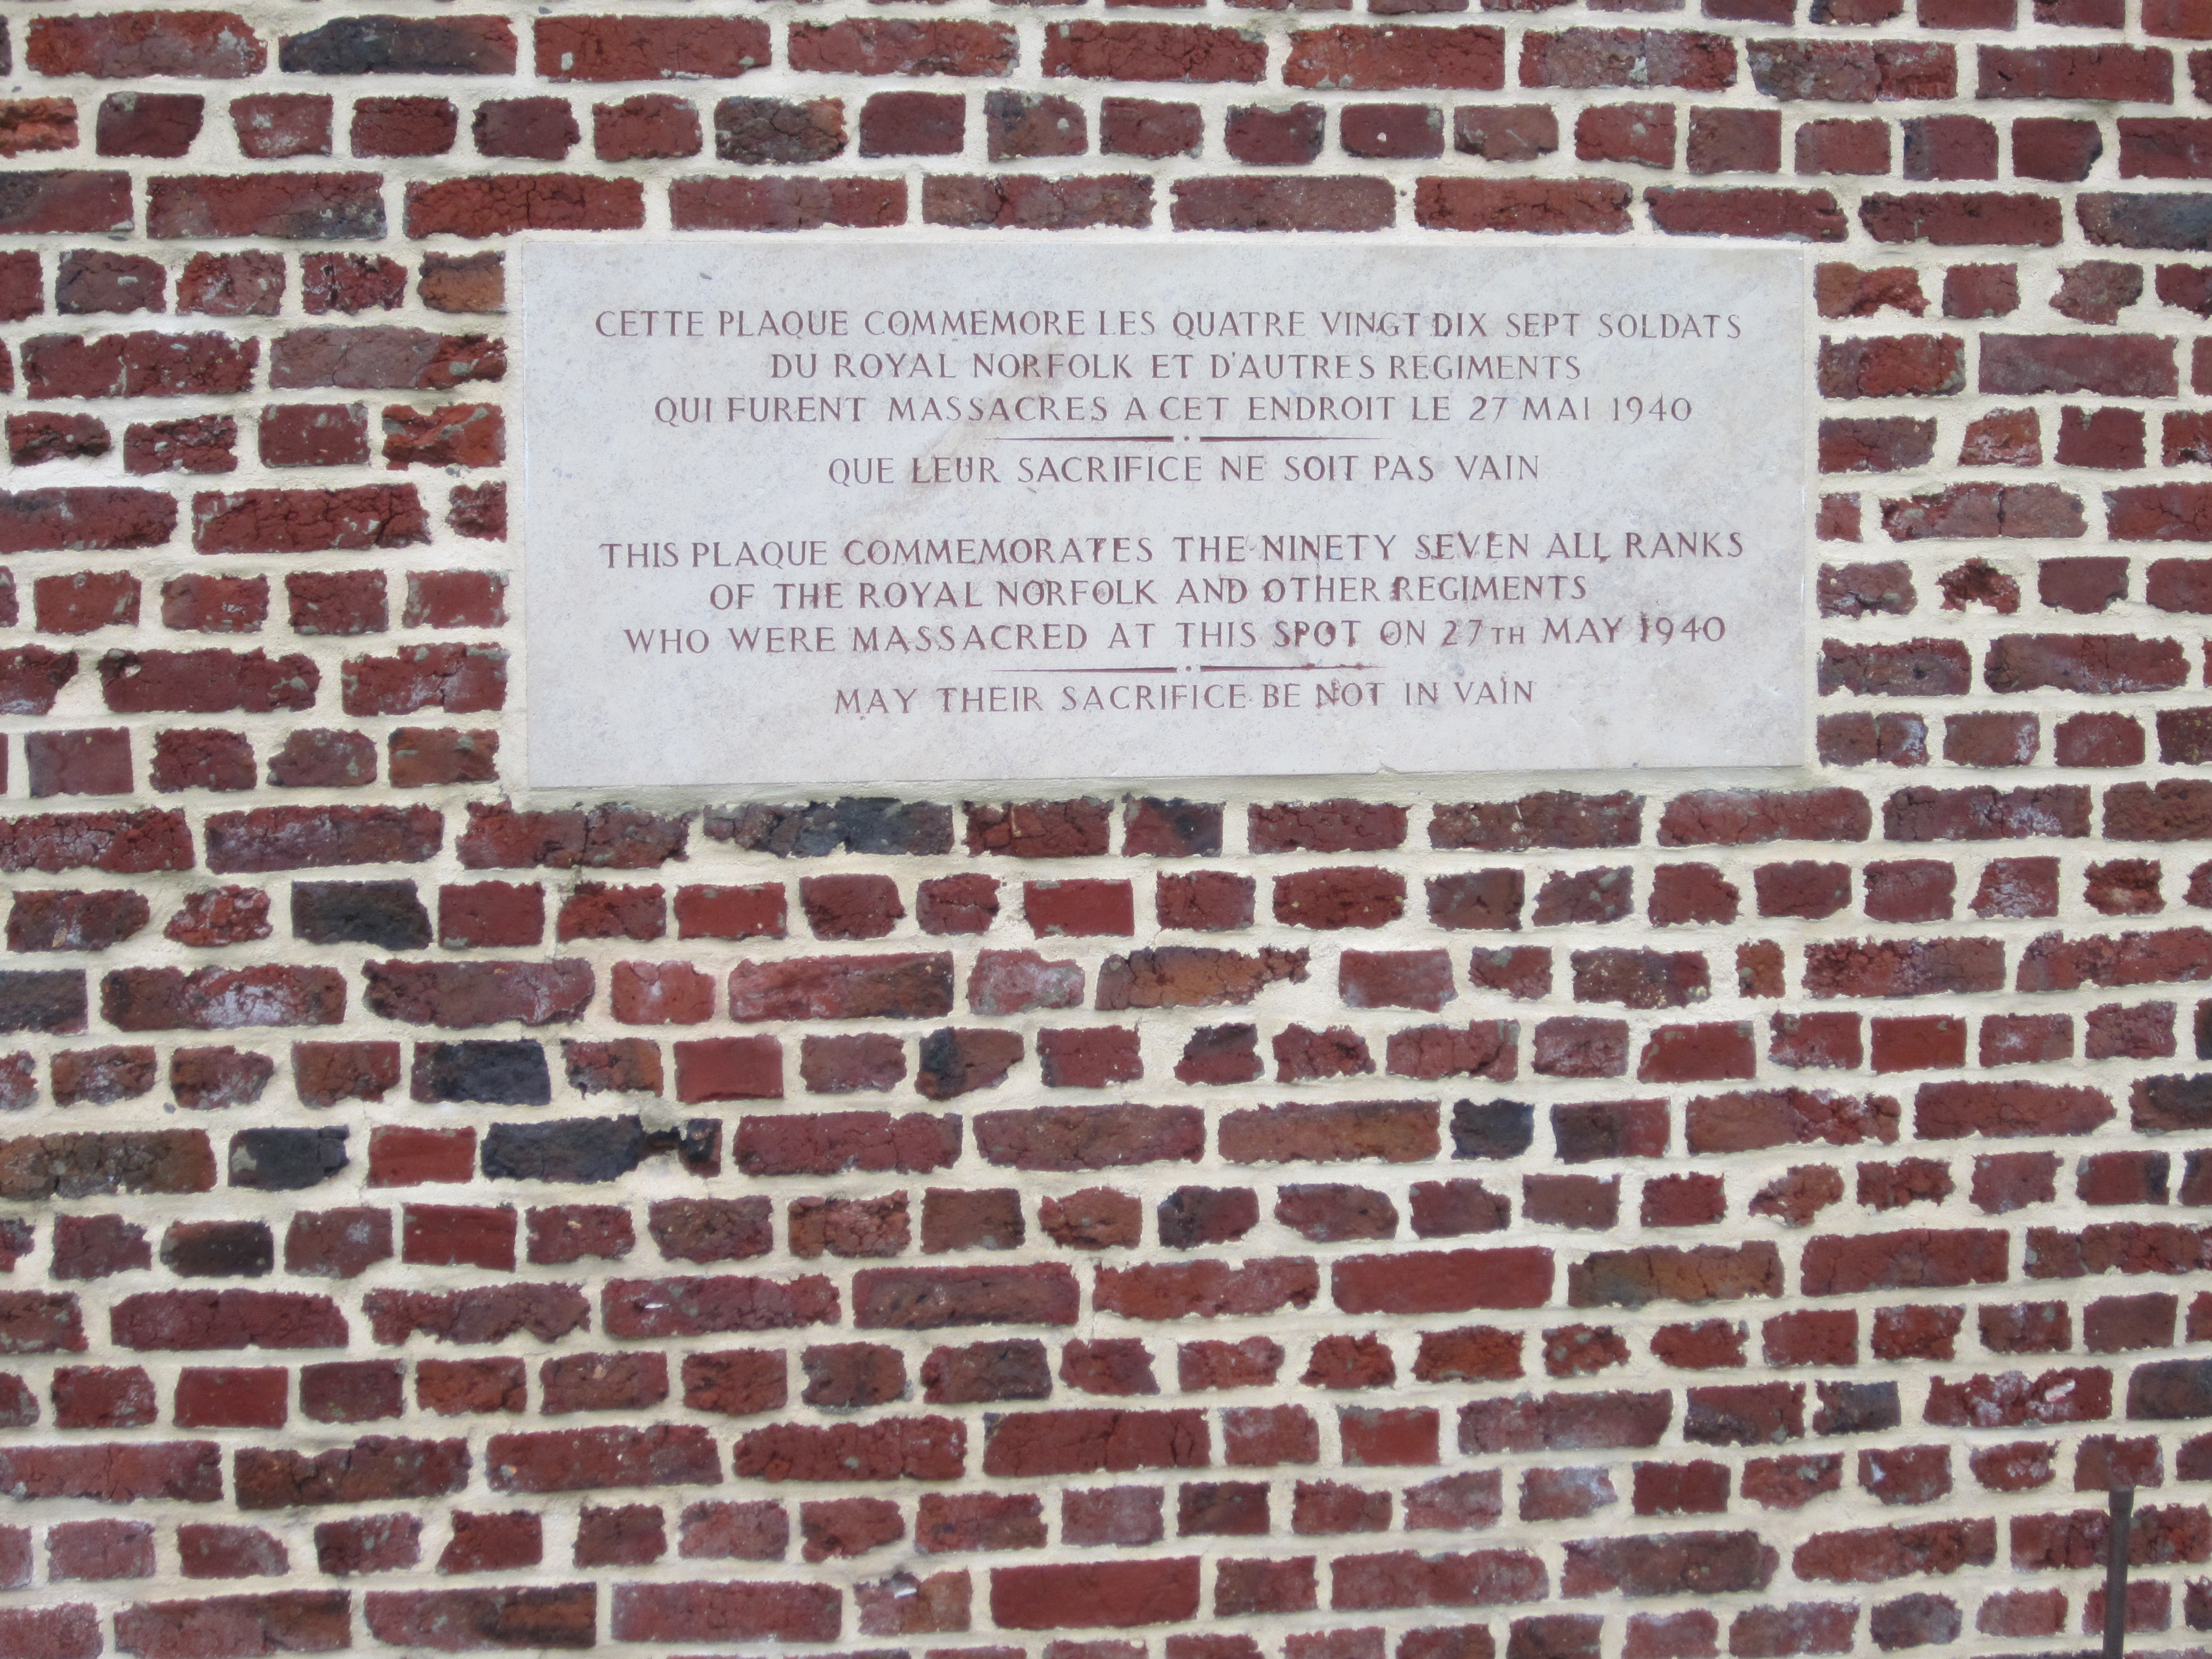 CETTE PLAQUE COMMEMORE LES QUATRE VINGT DIX SEPT SOLDATS
DU ROYAL NORFOLK ET D'AUTRES REGIMENTS
QUI FURENT MASSACRES A CET ENDROIT LE 27 MAI 1940
QUE LEUR SACRIFICE NE SOIT PAS VAIN
THIS PLAQUE COMMEMORATES THE NINETY SEVEN ALL RANKS
OF THE ROYAL NORFOLK AND OTHER REGIMENTS
WHO WERE MASSACRED AT THIS SPOT ON 27TH MAY 1940
MAY THEIR SACRIFICE BE NOT IN VAIN